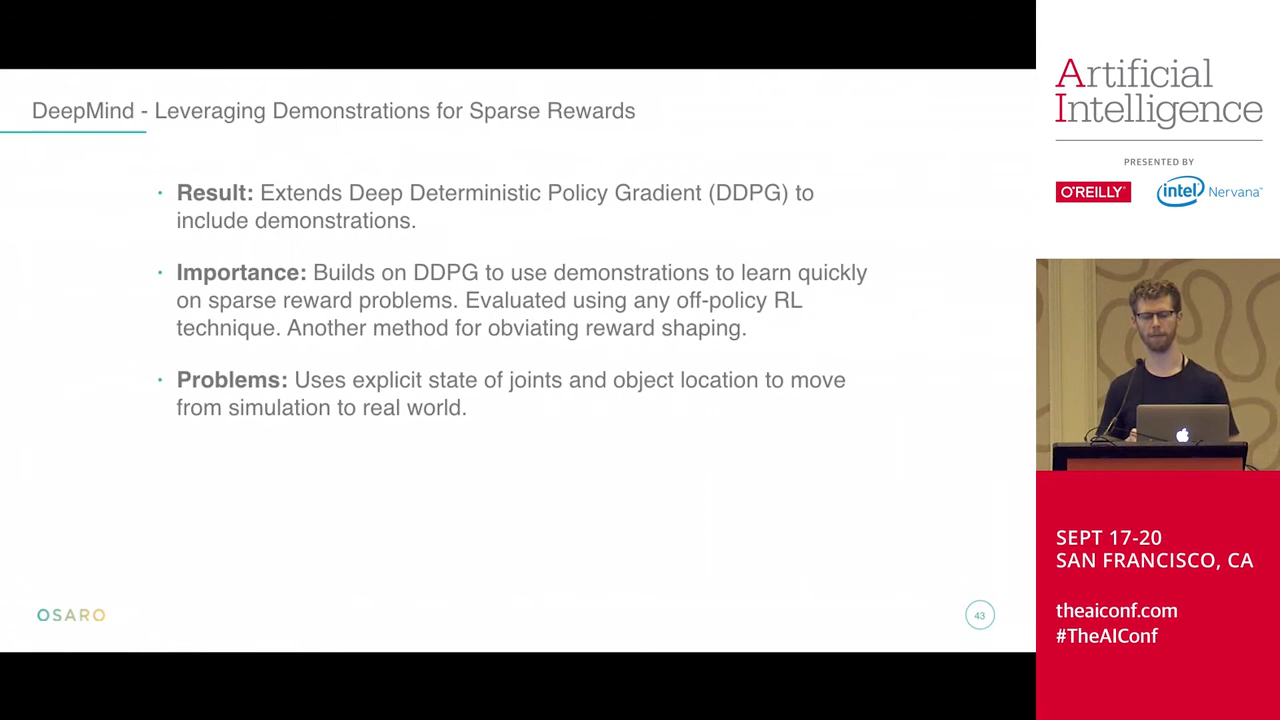 DeepMind - Leveraging Demonstrations for Sparse Rewards
· Result: Extends Deep Deterministic Policy Gradient (DDPG) to
include demonstrations.
· Importance: Builds on DDPG to use demonstrations to learn quickly
on sparse reward problems. Evaluated using any off-policy RL
technique. Another method for obviating reward shaping.
· Problems: Uses explicit state of joints and object location to move
from simulation to real world.
OSARO
43
Artificial
Intelligence
PRESENTED BY
O'REILLY
intel Nervana
SEPT 17-20
SAN FRANCISCO, CA
theaiconf.com
#TheAIConf